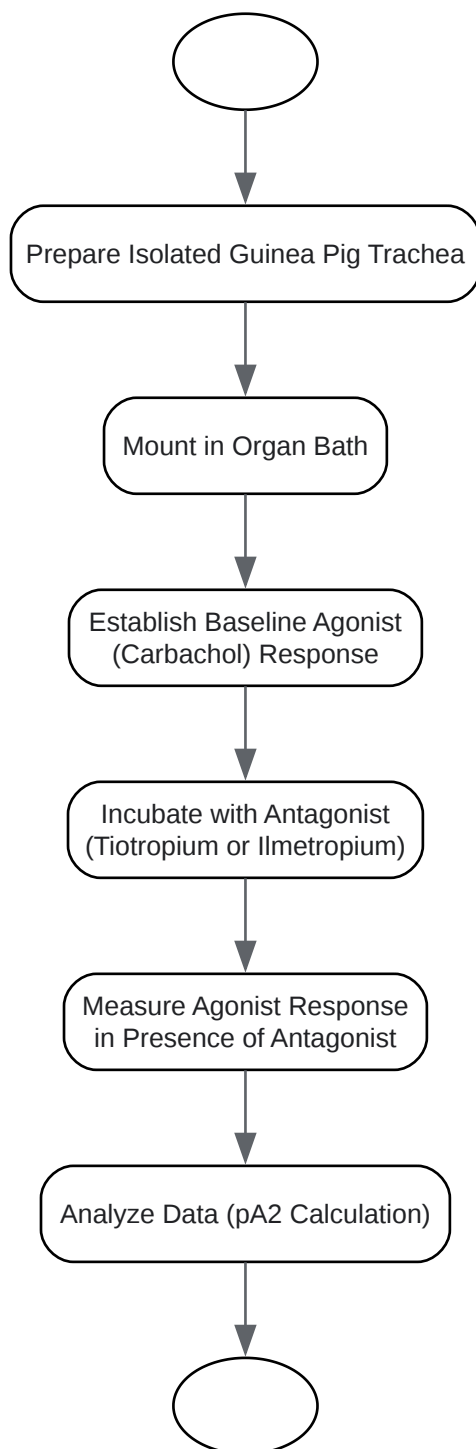 Prepare Isolated Guinea Pig Trachea
Mount in Organ Bath
Establish Baseline Agonist
(Carbachol) Response
Incubate with Antagonist
(Tiotropium or Ilmetropium)
Measure Agonist Response
in Presence of Antagonist
Analyze Data (pA2 Calculation)